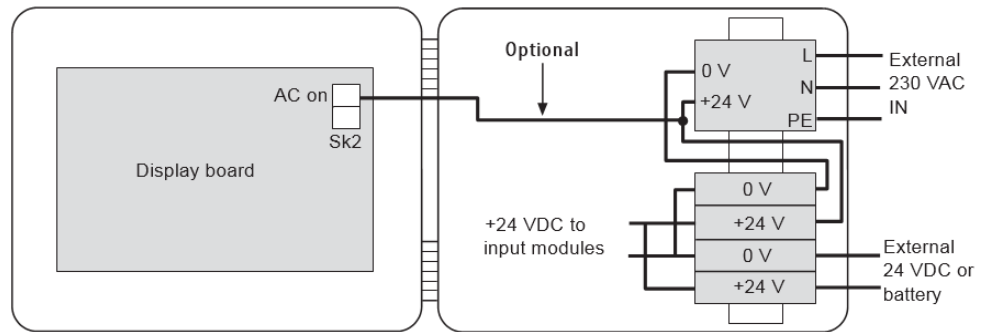 Optional
AC on
Sk2
Display board
0 V
+24 V
L
N
PE
External
230 VAC
IN
0 V
+24 V
0 V
+24 V
+24 VDC to
input modules
External
24 VDC or
battery